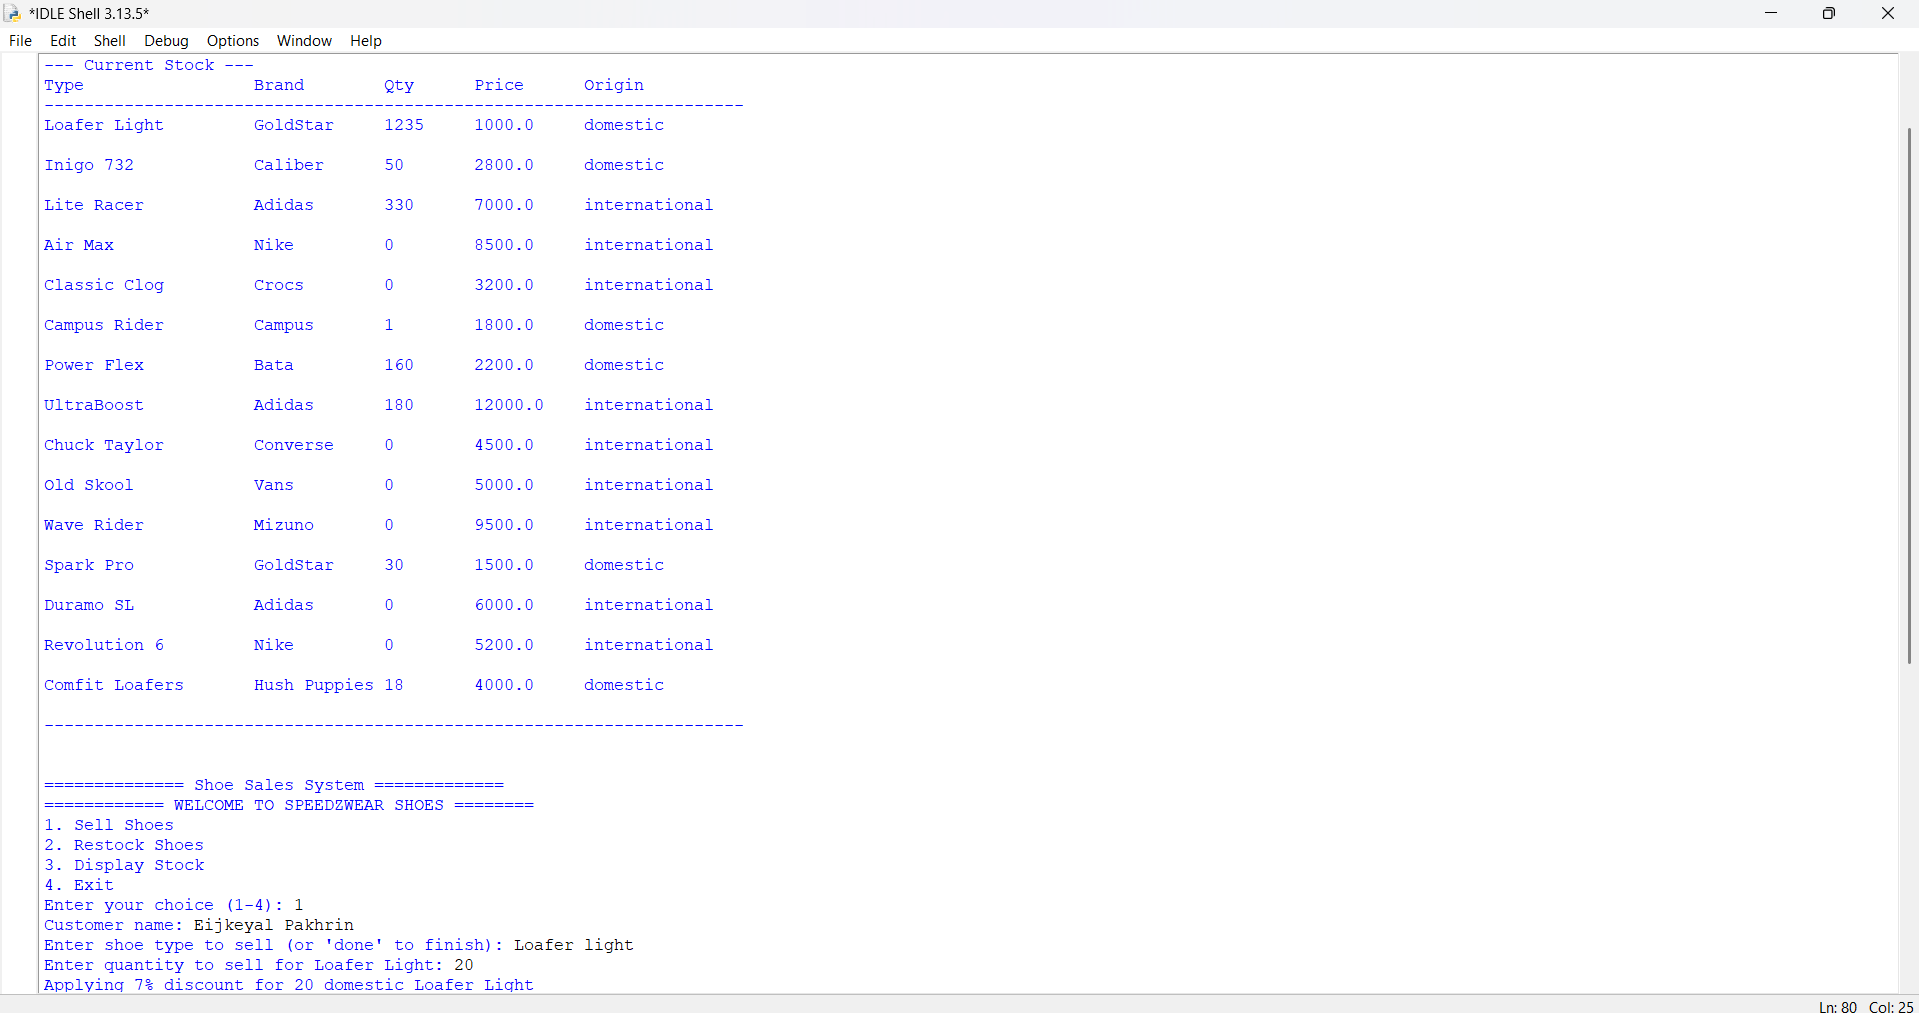 *IDLE Shell 3.13.5*
File Edit Shell Debug Options Window Help
--- Current Stock ---
Type Brand Qty Price Origin
----------------------------------------------------------------------
Loafer Light GoldStar 1235 1000.0 domestic
Inigo 732 Caliber 50 2800.0 domestic
Lite Racer Adidas 330 7000.0 international
Air Max Nike 0 8500.0 international
Classic Clog Crocs 0 3200.0 international
Campus Rider Campus 1 1800.0 domestic
Power Flex Bata 160 2200.0 domestic
UltraBoost Adidas 180 12000.0 international
Chuck Taylor Converse 0 4500.0 international
Old Skool Vans 0 5000.0 international
Wave Rider Mizuno 0 9500.0 international
Spark Pro GoldStar 30 1500.0 domestic
Duramo SL Adidas 0 6000.0 international
Revolution 6 Nike 0 5200.0 international
Comfit Loafers Hush Puppies 18 4000.0 domestic
----------------------------------------------------------------------
============== Shoe Sales System =============
============ WELCOME TO SPEEDZWEAR SHOES ========
1. Sell Shoes
2. Restock Shoes
3. Display Stock
4. Exit
Enter your choice (1-4): 1
Customer name: Eijkeyal Pakhrin
Enter shoe type to sell (or 'done' to finish): Loafer light
Enter quantity to sell for Loafer Light: 20
Applying 7% discount for 20 domestic Loafer Light
Ln: 80 Col: 25